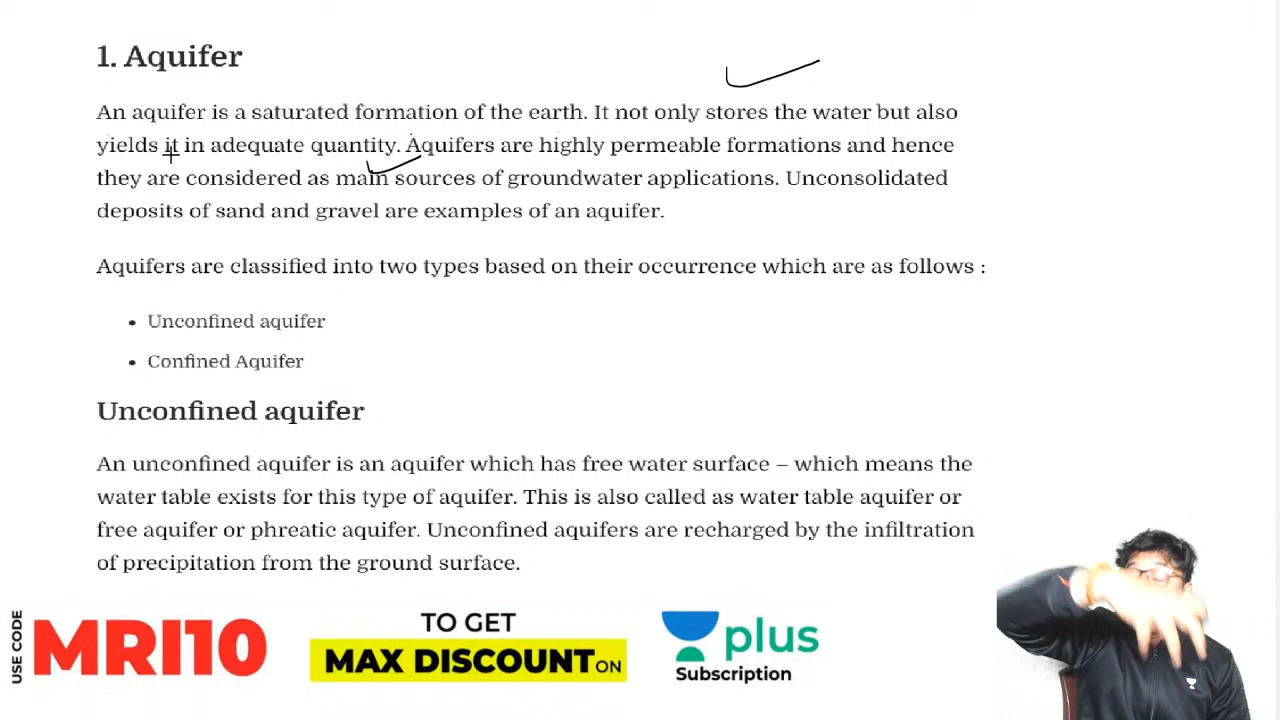 1. Aquifer
An aquifer is a saturated formation of the earth. It not only stores the water but also
yields it in adequate quantity. Aquifers are highly permeable formations and hence
they are considered as main sources of groundwater applications. Unconsolidated
deposits of sand and gravel are examples of an aquifer.
Aquifers are classified into two types based on their occurrence which are as follows :
• Unconfined aquifer
• Confined Aquifer
Unconfined aquifer
An unconfined aquifer is an aquifer which has free water surface – which means the
water table exists for this type of aquifer. This is also called as water table aquifer or
free aquifer or phreatic aquifer. Unconfined aquifers are recharged by the infiltration
of precipitation from the ground surface.
USE CODE
MRI10
TO GET
MAX DISCOUNT ON
plus
Subscription